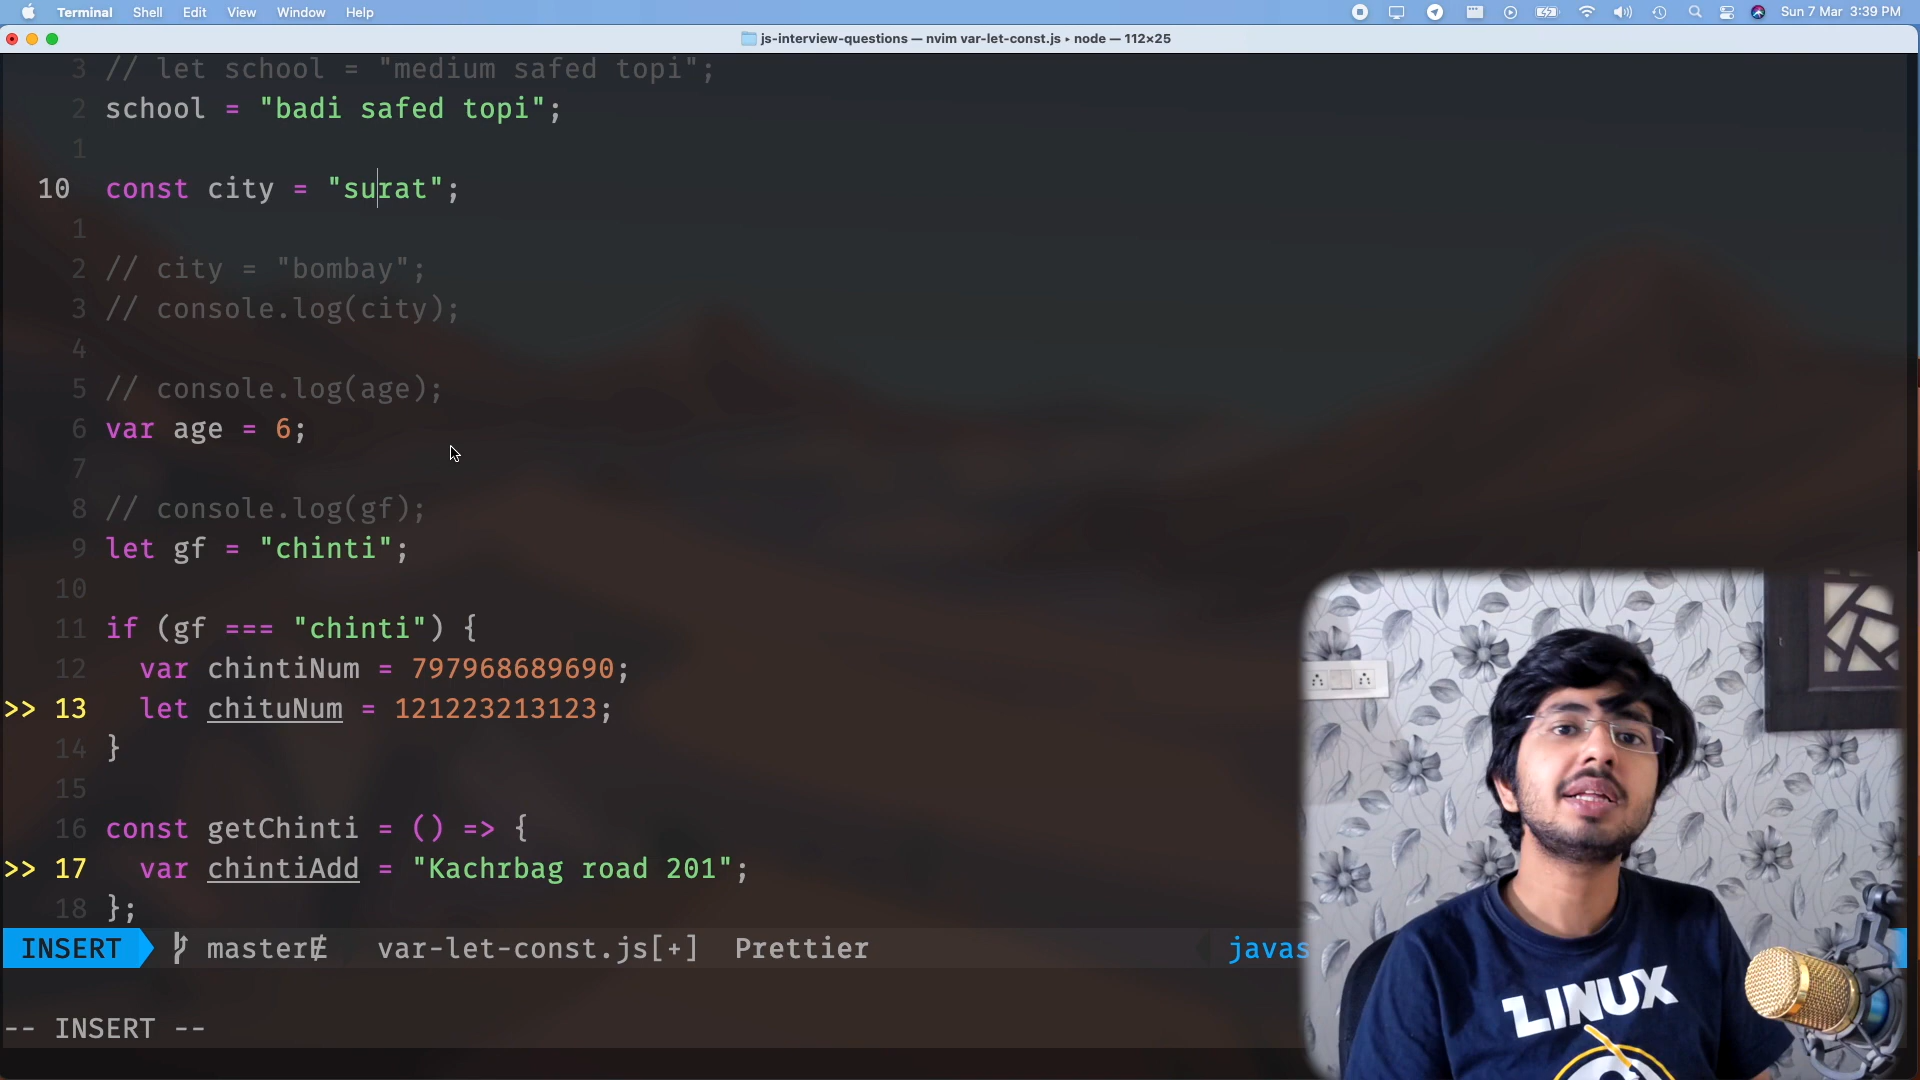 Terminal Shell Edit View Window Help Sun 7 Mar 3:39 PM
js-interview-questions — nvim var-let-const.js ▸ node — 112×25
3 // let school = "medium safed topi";
2 school = "badi safed topi";
1
10 const city = "surat";
1
2 // city = "bombay";
3 // console.log(city);
4
5 // console.log(age);
6 var age = 6;
7
8 // console.log(gf);
9 let gf = "chinti";
10
11 if (gf === "chinti") {
12 var chintiNum = 797968689690;
>> 13 let chituNum = 121223213123;
14 }
15
16 const getChinti = () => {
>> 17 var chintiAdd = "Kachrbag road 201";
18 };
INSERT master var-let-const.js[+] Prettier javas
-- INSERT --
LINUX